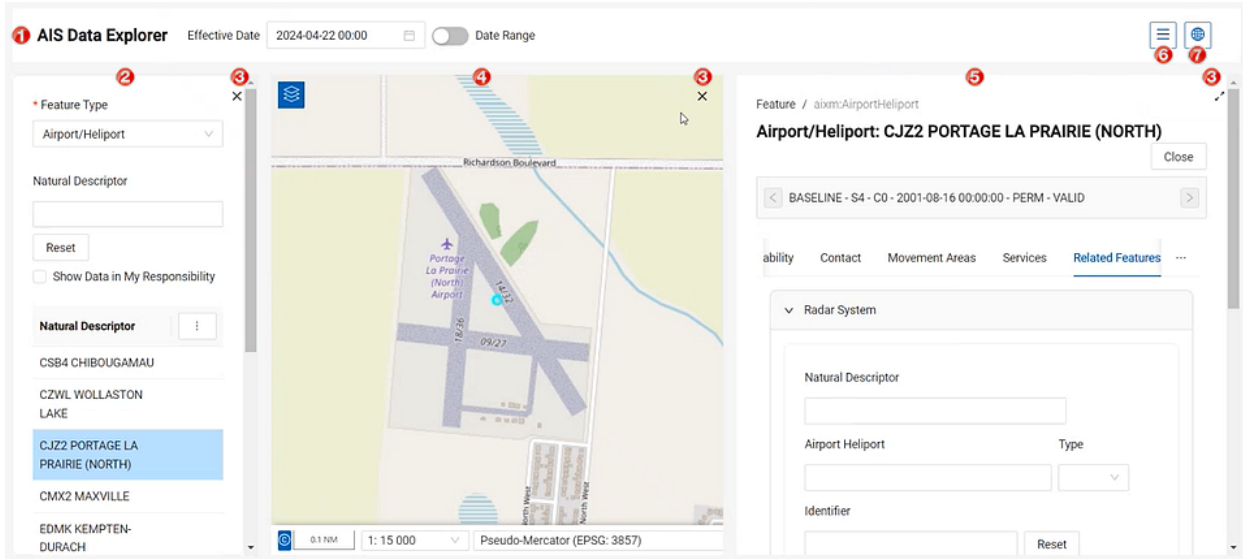 1 AIS Data Explorer Effective Date 2024-04-22 00:00 Date Range
6 7
2 3
* Feature Type
Airport/Heliport
Natural Descriptor
Reset
Show Data in My Responsibility
Natural Descriptor
CSB4 CHIBOUGAMAU
CZWL WOLLASTON
LAKE
CJZ2 PORTAGE LA
PRAIRIE (NORTH)
CMX2 MAXVILLE
EDMK KEMPTEN-
DURACH
4 3
Richardson Boulevard
Portage
La Prairie
(North)
Airport
14/32
18/36
09/27
North West
North West
© 0.1 NM 1: 15 000 Pseudo-Mercator (EPSG: 3857)
5 3
Feature / aixm:AirportHeliport
Airport/Heliport: CJZ2 PORTAGE LA PRAIRIE (NORTH)
Close
< BASELINE - S4 - C0 - 2001-08-16 00:00:00 - PERM - VALID >
ability Contact Movement Areas Services Related Features ···
Radar System
Natural Descriptor
Airport Heliport Type
Identifier
Reset